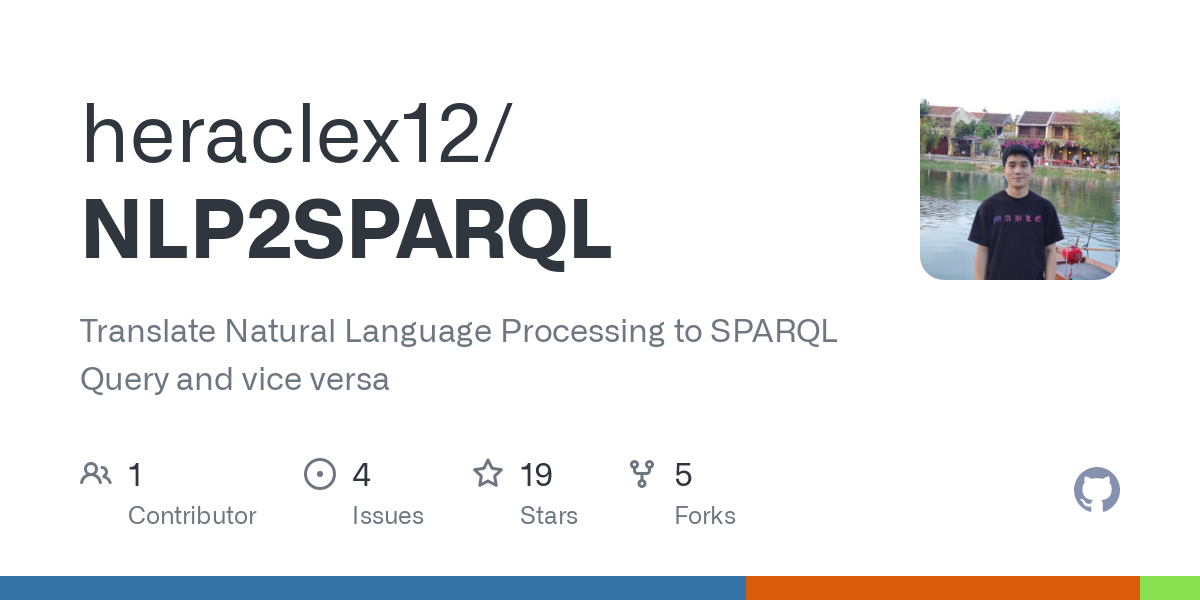 heraclex12/
NLP2SPARQL
Translate Natural Language Processing to SPARQL
Query and vice versa
1
Contributor
4
Issues
19
Stars
5
Forks